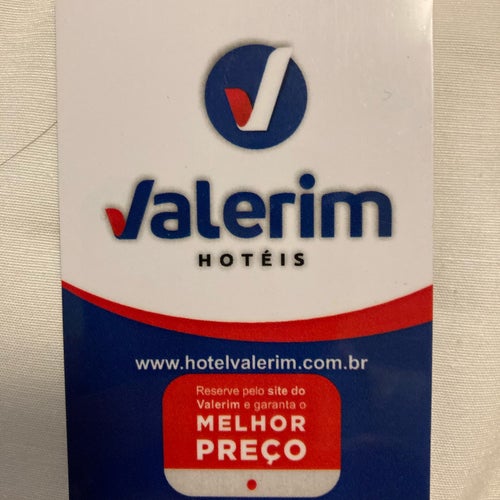 Valerim
HOTÉIS
www.hotelvalerim.com.br
Reserve pelo site do
Valerim e garanta o
MELHOR
PREÇO